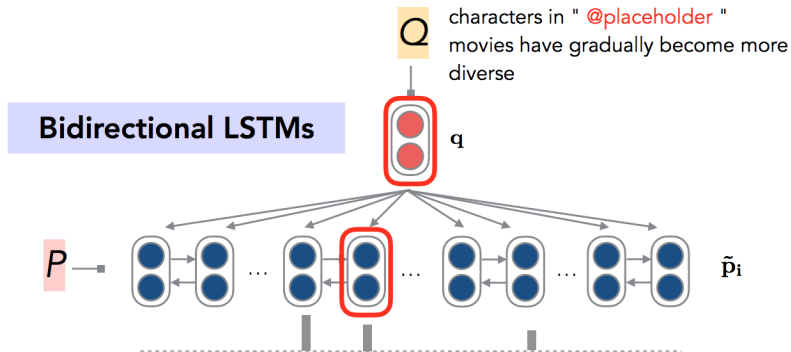 Q
characters in " @placeholder "
movies have gradually become more
diverse
Bidirectional LSTMs
q
P
... ... ...
p̃ᵢ